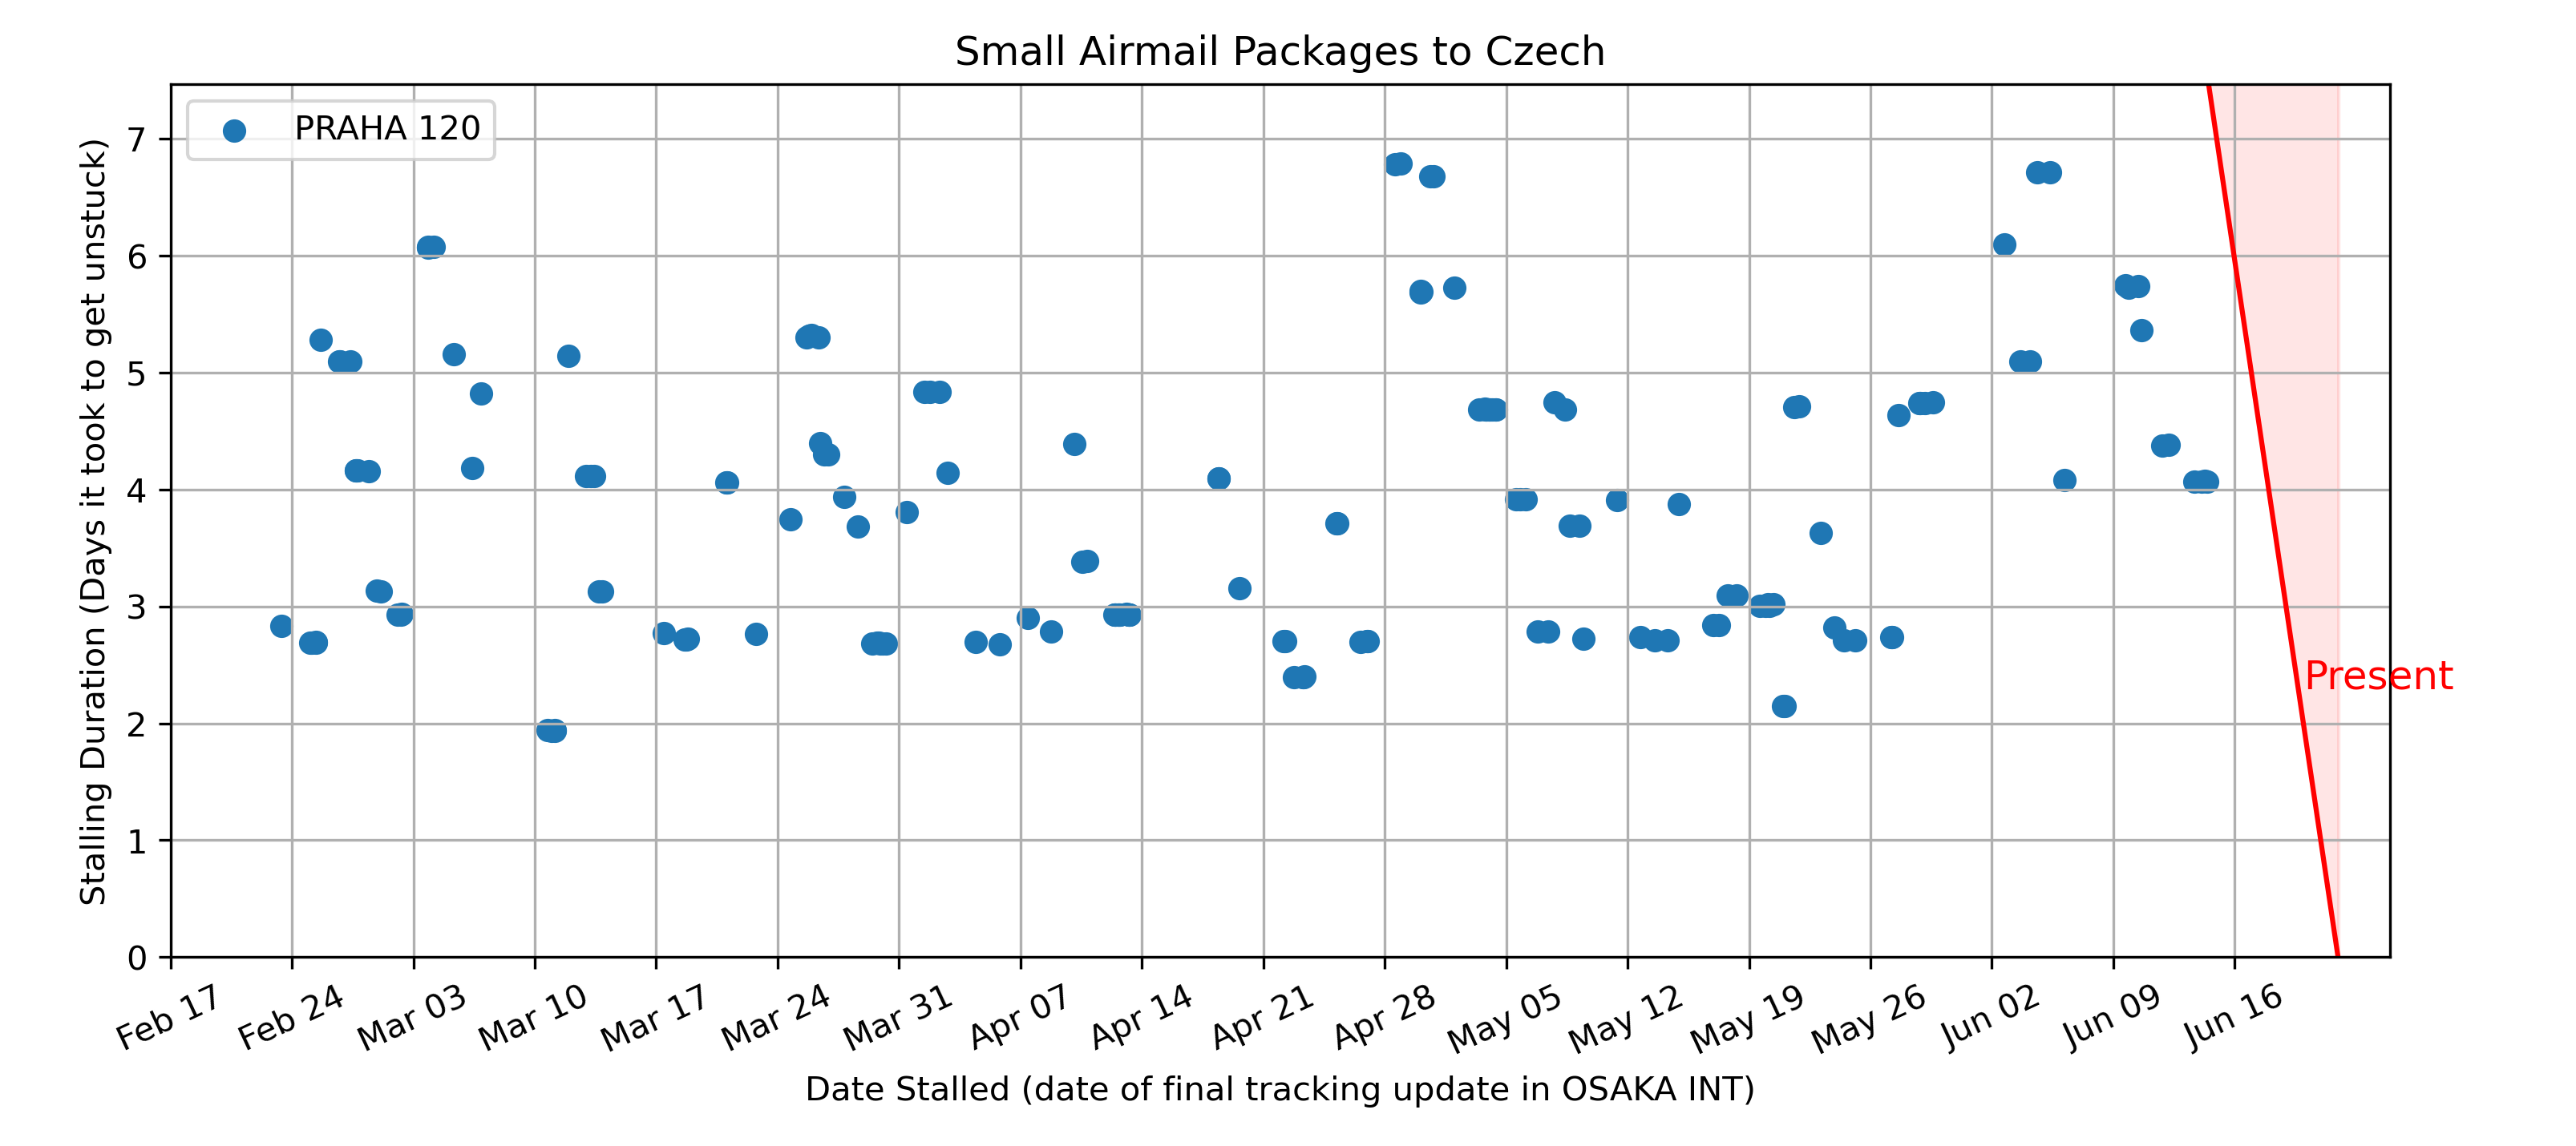 Small Airmail Packages to Czech
PRAHA 120
Stalling Duration (Days it took to get unstuck)
7
6
5
4
3
2
1
0
Present
Feb 17
Feb 24
Mar 03
Mar 10
Mar 17
Mar 24
Mar 31
Apr 07
Apr 14
Apr 21
Apr 28
May 05
May 12
May 19
May 26
Jun 02
Jun 09
Jun 16
Date Stalled (date of final tracking update in OSAKA INT)